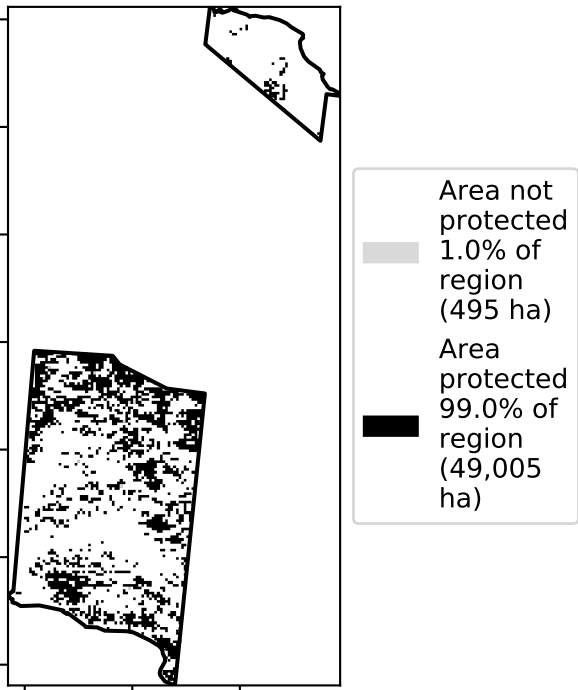 Area not
protected
1.0% of
region
(495 ha)
Area
protected
99.0% of
region
(49,005
ha)